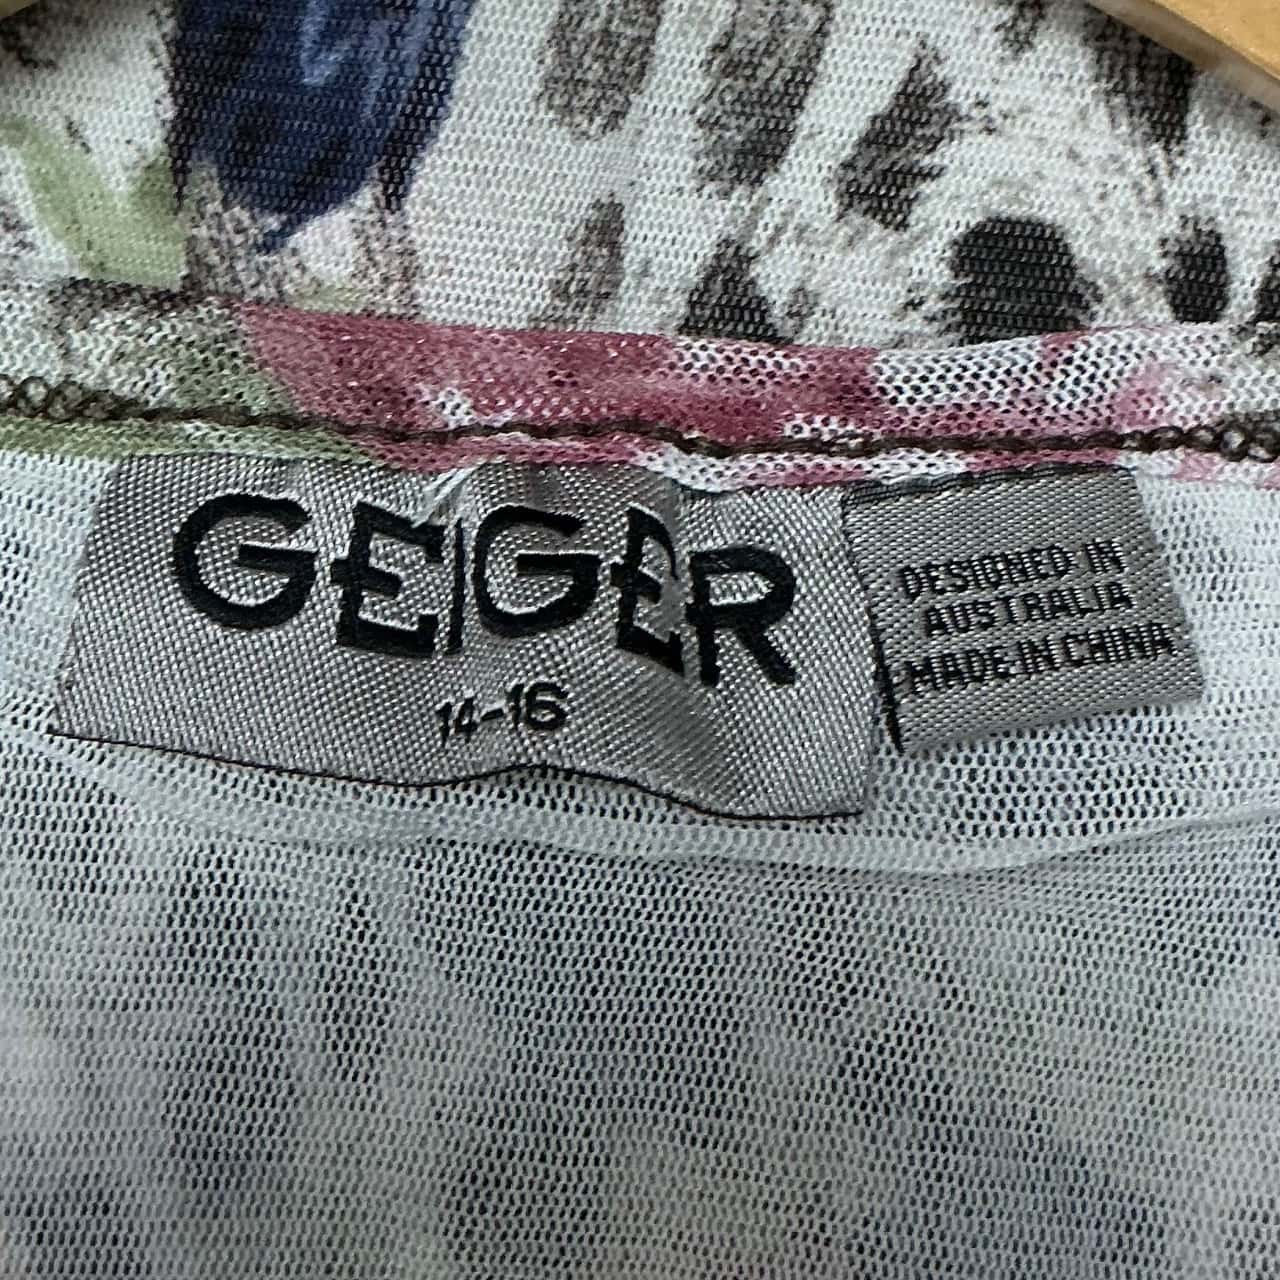 GEIGER
14-16
DESIGNED IN
AUSTRALIA
MADE IN CHINA